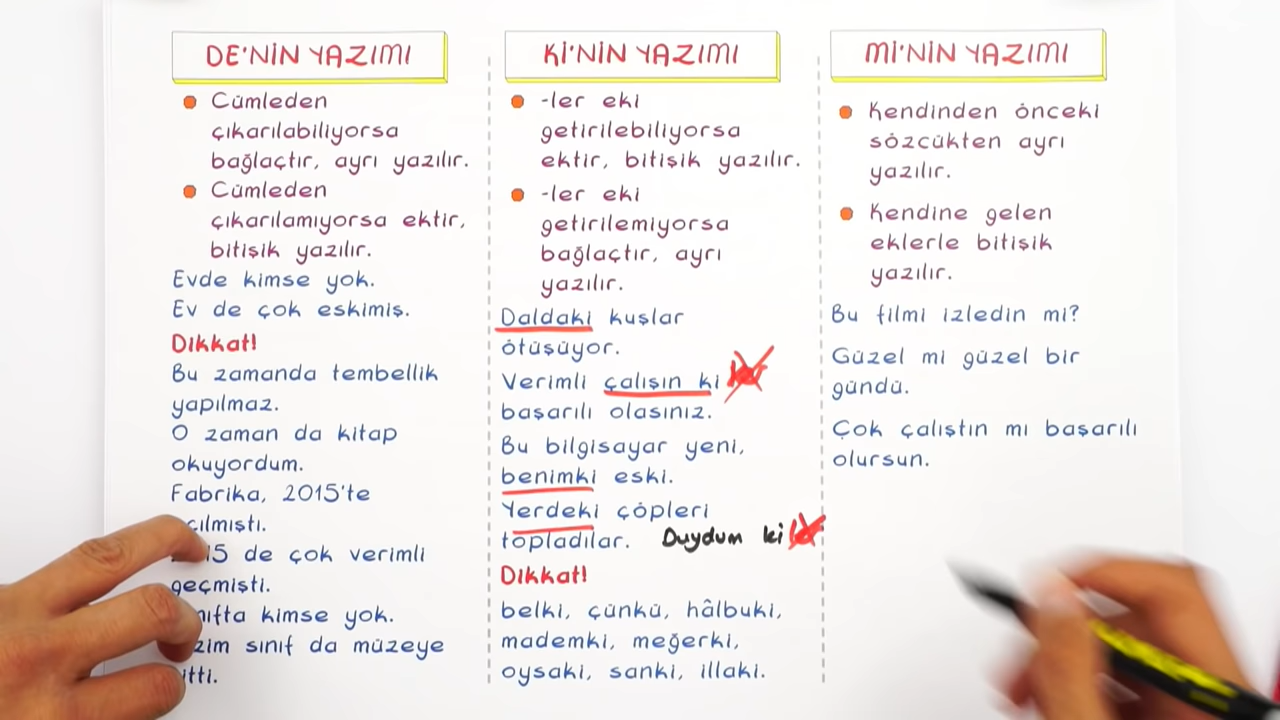 DE'NİN YAZIMI
Cümleden
çıkarılabiliyorsa
bağlaçtır, ayrı yazılır.
Cümleden
çıkarılamıyorsa ektir,
bitişik yazılır.
Evde kimse yok.
Ev de çok eskimiş.
Dikkat!
Bu zamanda tembellik
yapılmaz.
O zaman da kitap
okuyordum.
Fabrika, 2015'te
de çok verimli
geçmişti.
kimse yok.
sınıf da müzeye
Kİ'NİN YAZIMI
-ler eki
getirilebiliyorsa
ektir, bitişik yazılır.
-ler eki
getirilemiyorsa
bağlaçtır, ayrı
yazılır.
Daldaki kuşlar
ötüşüyor.
Verimli çalışın ki
başarılı olasınız.
Bu bilgisayar yeni,
benimki eski.
Yerdeki çöpleri
topladılar. Duydum ki
Dikkat!
belki, çünkü, hâlbuki,
mademki, meğerki,
oysaki, sanki, illaki.
Mİ'NİN YAZIMI
Kendinden önceki
sözcükten ayrı
yazılır.
Kendine gelen
eklerle bitişik
yazılır.
Bu filmi izledin mi?
Güzel mi güzel bir
gündü.
Çok çalıştın mı başarılı
olursun.